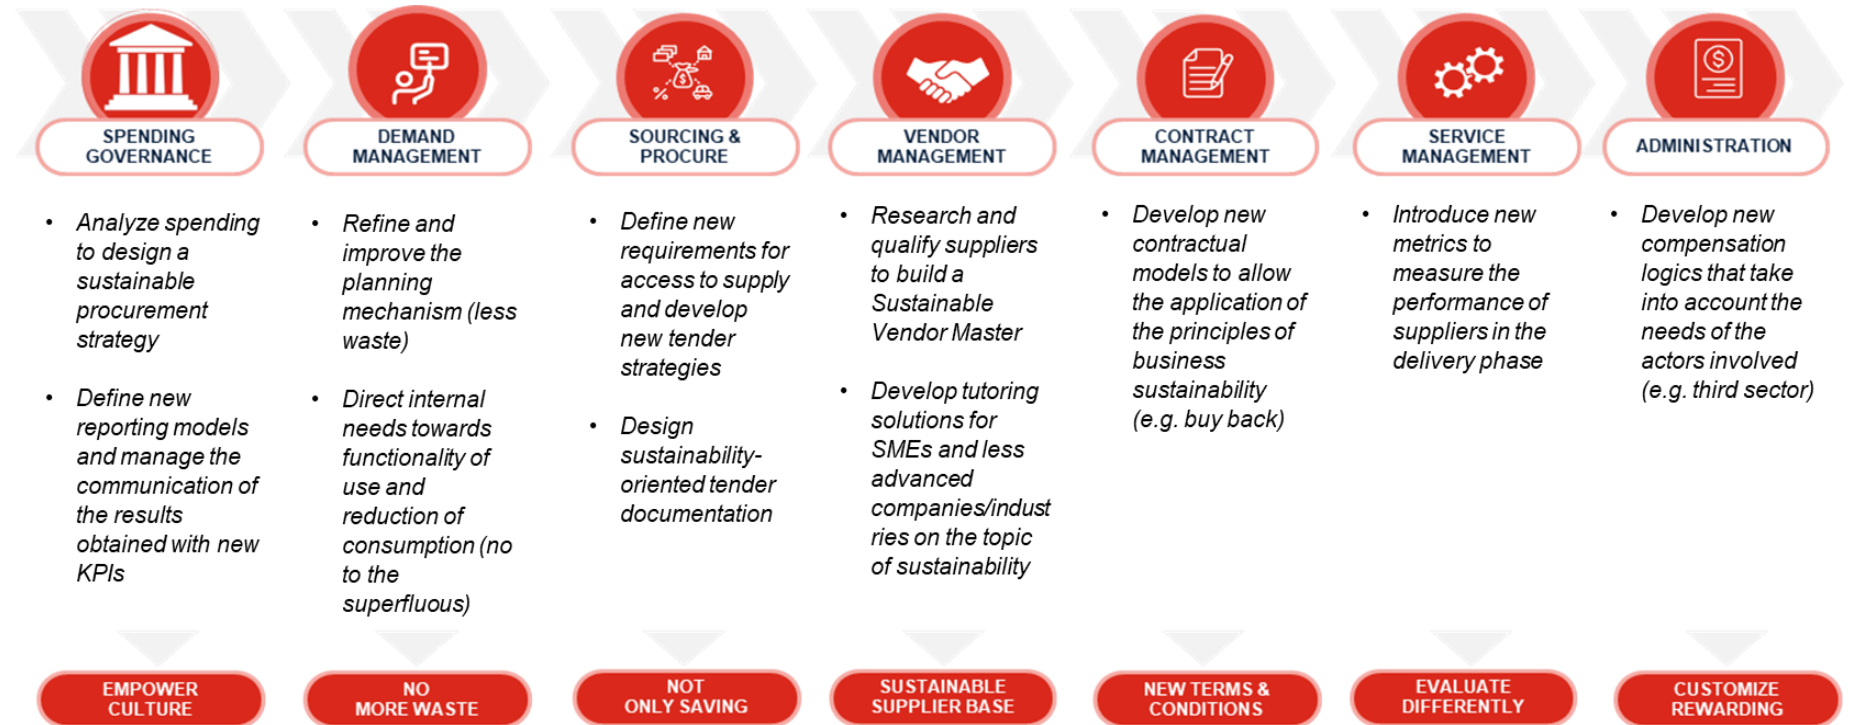 SPENDING
GOVERNANCE
• Analyze spending
to design a
sustainable
procurement
strategy
• Define new
reporting models
and manage the
communication of
the results
obtained with new
KPIs
EMPOWER
CULTURE
DEMAND
MANAGEMENT
• Refine and
improve the
planning
mechanism (less
waste)
• Direct internal
needs towards
functionality of
use and
reduction of
consumption (no
to the
superfluous)
NO
MORE WASTE
SOURCING &
PROCURE
• Define new
requirements for
access to supply
and develop
new tender
strategies
• Design
sustainability-
oriented tender
documentation
NOT
ONLY SAVING
VENDOR
MANAGEMENT
• Research and
qualify suppliers
to build a
Sustainable
Vendor Master
• Develop tutoring
solutions for
SMEs and less
advanced
companies/indust
ries on the topic
of sustainability
SUSTAINABLE
SUPPLIER BASE
CONTRACT
MANAGEMENT
• Develop new
contractual
models to allow
the application of
the principles of
business
sustainability
(e.g. buy back)
NEW TERMS &
CONDITIONS
SERVICE
MANAGEMENT
• Introduce new
metrics to
measure the
performance of
suppliers in the
delivery phase
EVALUATE
DIFFERENTLY
ADMINISTRATION
• Develop new
compensation
logics that take
into account the
needs of the
actors involved
(e.g. third sector)
CUSTOMIZE
REWARDING